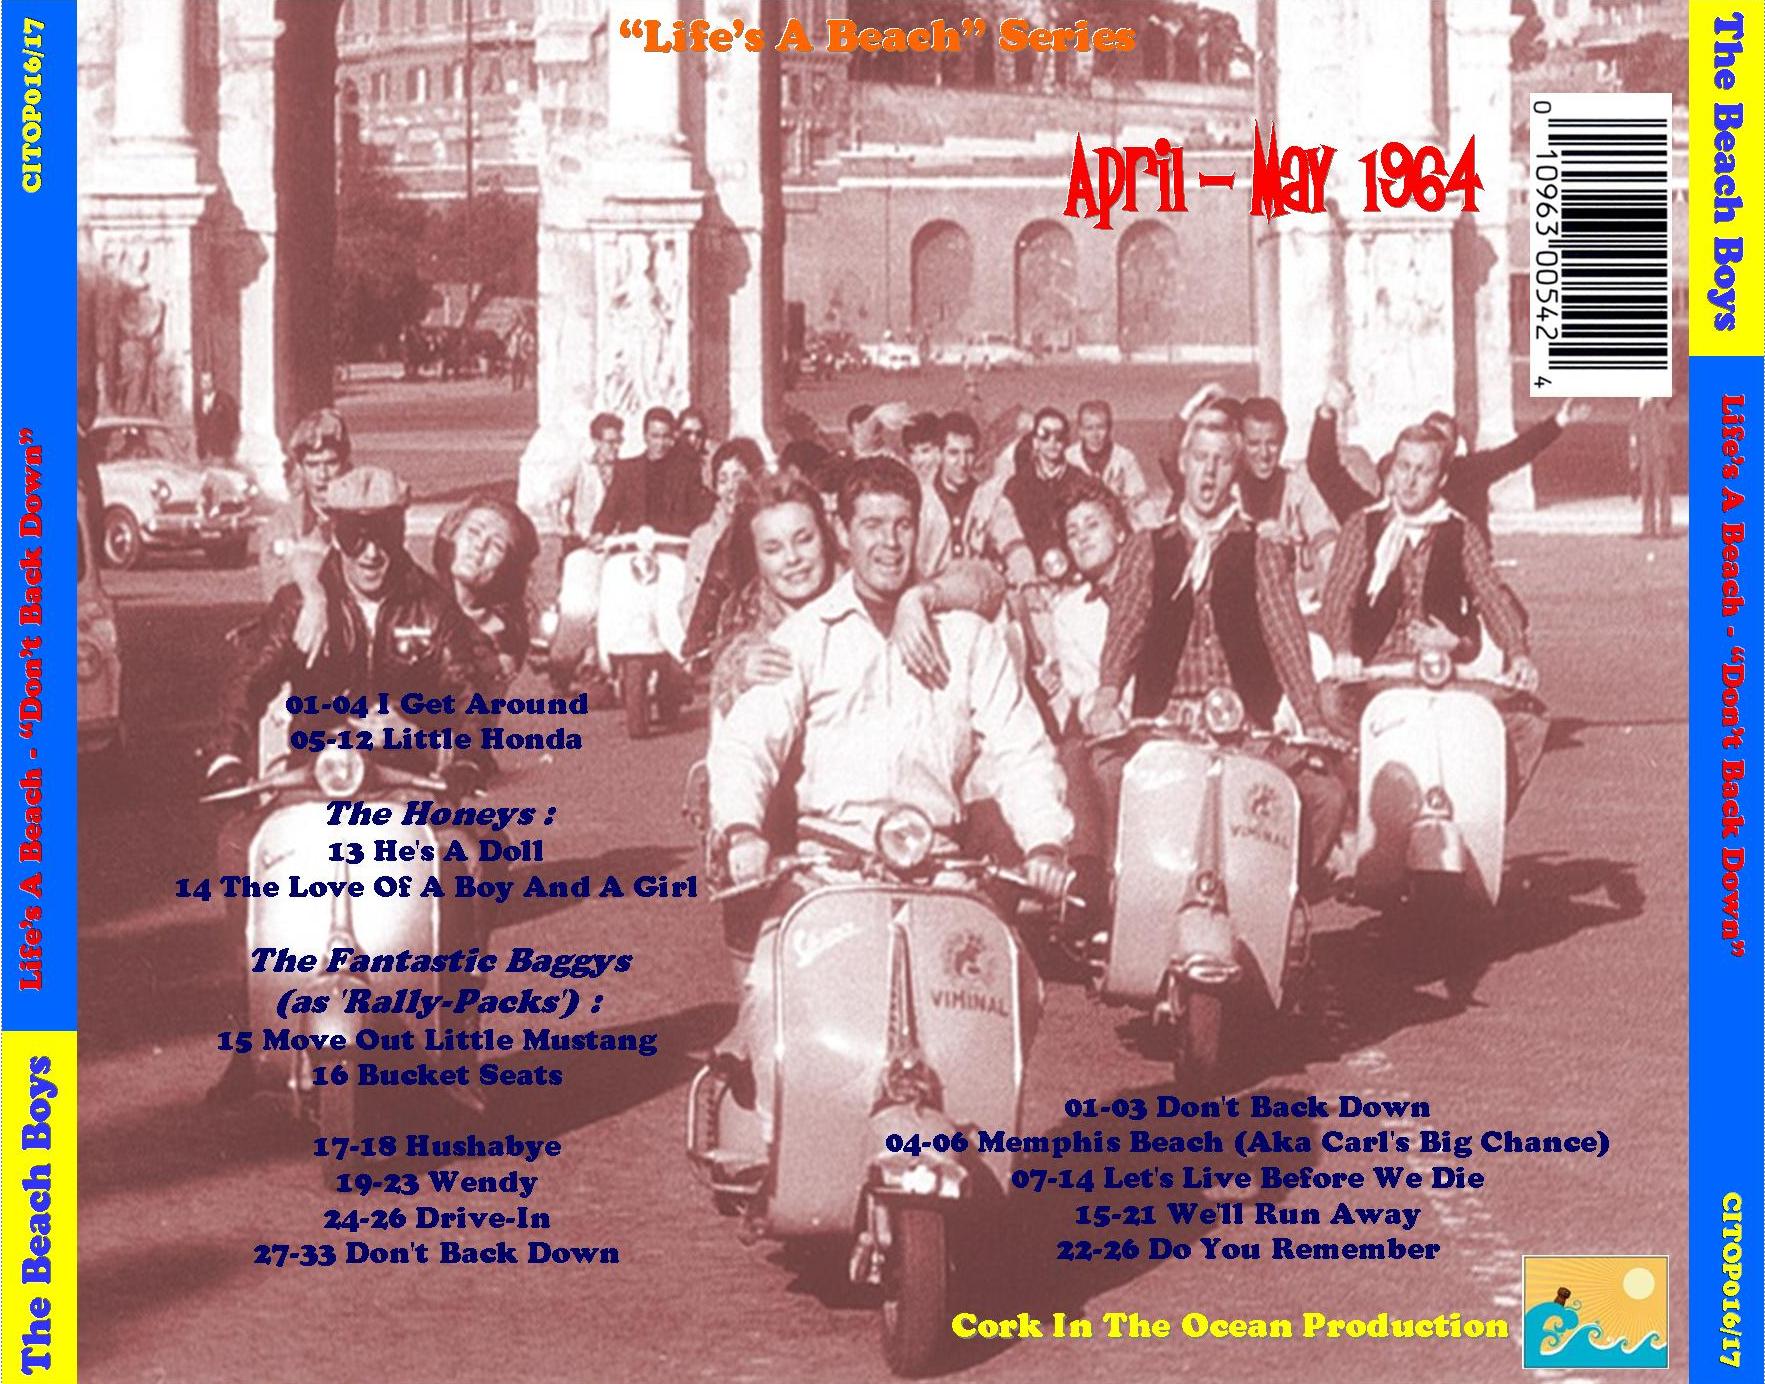 "Life's A Beach" Series
April - May 1964
CITOP016/17
Life's A Beach - "Don't Back Down"
The Beach Boys
01-04 I Get Around
05-12 Little Honda
The Honeys :
13 He's A Doll
14 The Love Of A Boy And A Girl
The Fantastic Baggys
(as 'Rally-Packs') :
15 Move Out Little Mustang
16 Bucket Seats
17-18 Hushabye
19-23 Wendy
24-26 Drive-In
27-33 Don't Back Down
01-03 Don't Back Down
04-06 Memphis Beach (Aka Carl's Big Chance)
07-14 Let's Live Before We Die
15-21 We'll Run Away
22-26 Do You Remember
Cork In The Ocean Production
VIMINAL
VIMINAL
0 10963 00542 4
The Beach Boys
Life's A Beach - "Don't Back Down"
CITOP016/17